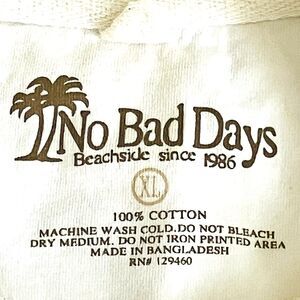 No Bad Days
Beachside since 1986
XL
100% COTTON
MACHINE WASH COLD. DO NOT BLEACH
DRY MEDIUM. DO NOT IRON PRINTED AREA
MADE IN BANGLADESH
RN# 129460